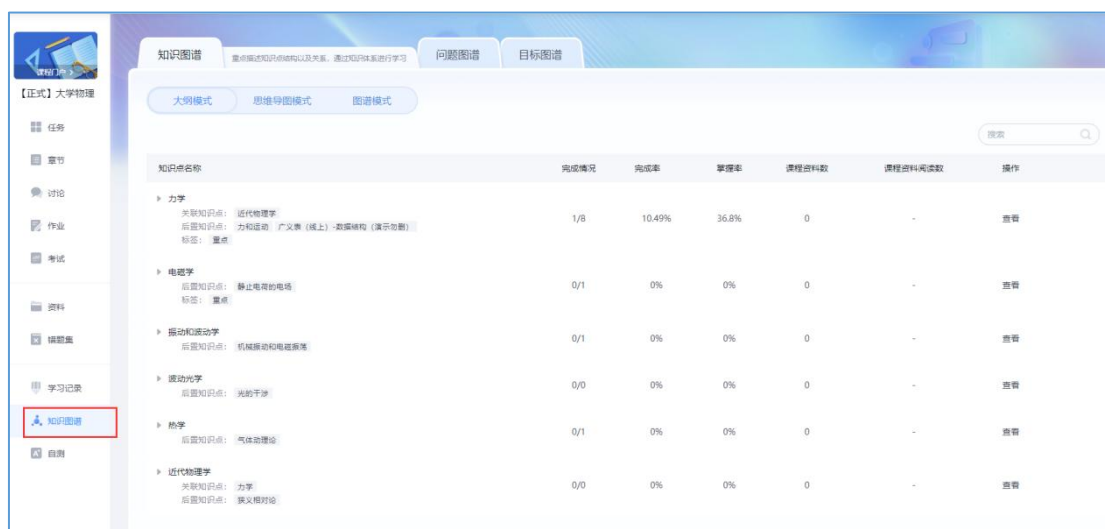 课程门户 >
【正式】大学物理
任务
章节
讨论
作业
考试
资料
错题集
学习记录
知识图谱
自测
知识图谱 重点描述知识点结构以及关系，通过知识体系进行学习 问题图谱 目标图谱
大纲模式 思维导图模式 图谱模式
搜索
知识点名称 完成情况 完成率 掌握率 课程资料数 课程资料阅读数 操作
力学
关联知识点： 近代物理学
后置知识点： 力和运动 广义表（线上）-数据结构（演示勿删） 1/8 10.49% 36.8% 0 - 查看
标签： 重点
电磁学
后置知识点： 静止电荷的电场 0/1 0% 0% 0 - 查看
标签： 重点
振动和波动学 0/1 0% 0% 0 - 查看
后置知识点： 机械振动和电磁振荡
波动光学 0/0 0% 0% 0 - 查看
后置知识点： 光的干涉
热学 0/1 0% 0% 0 - 查看
后置知识点： 气体动理论
近代物理学
关联知识点： 力学 0/0 0% 0% 0 - 查看
后置知识点： 狭义相对论